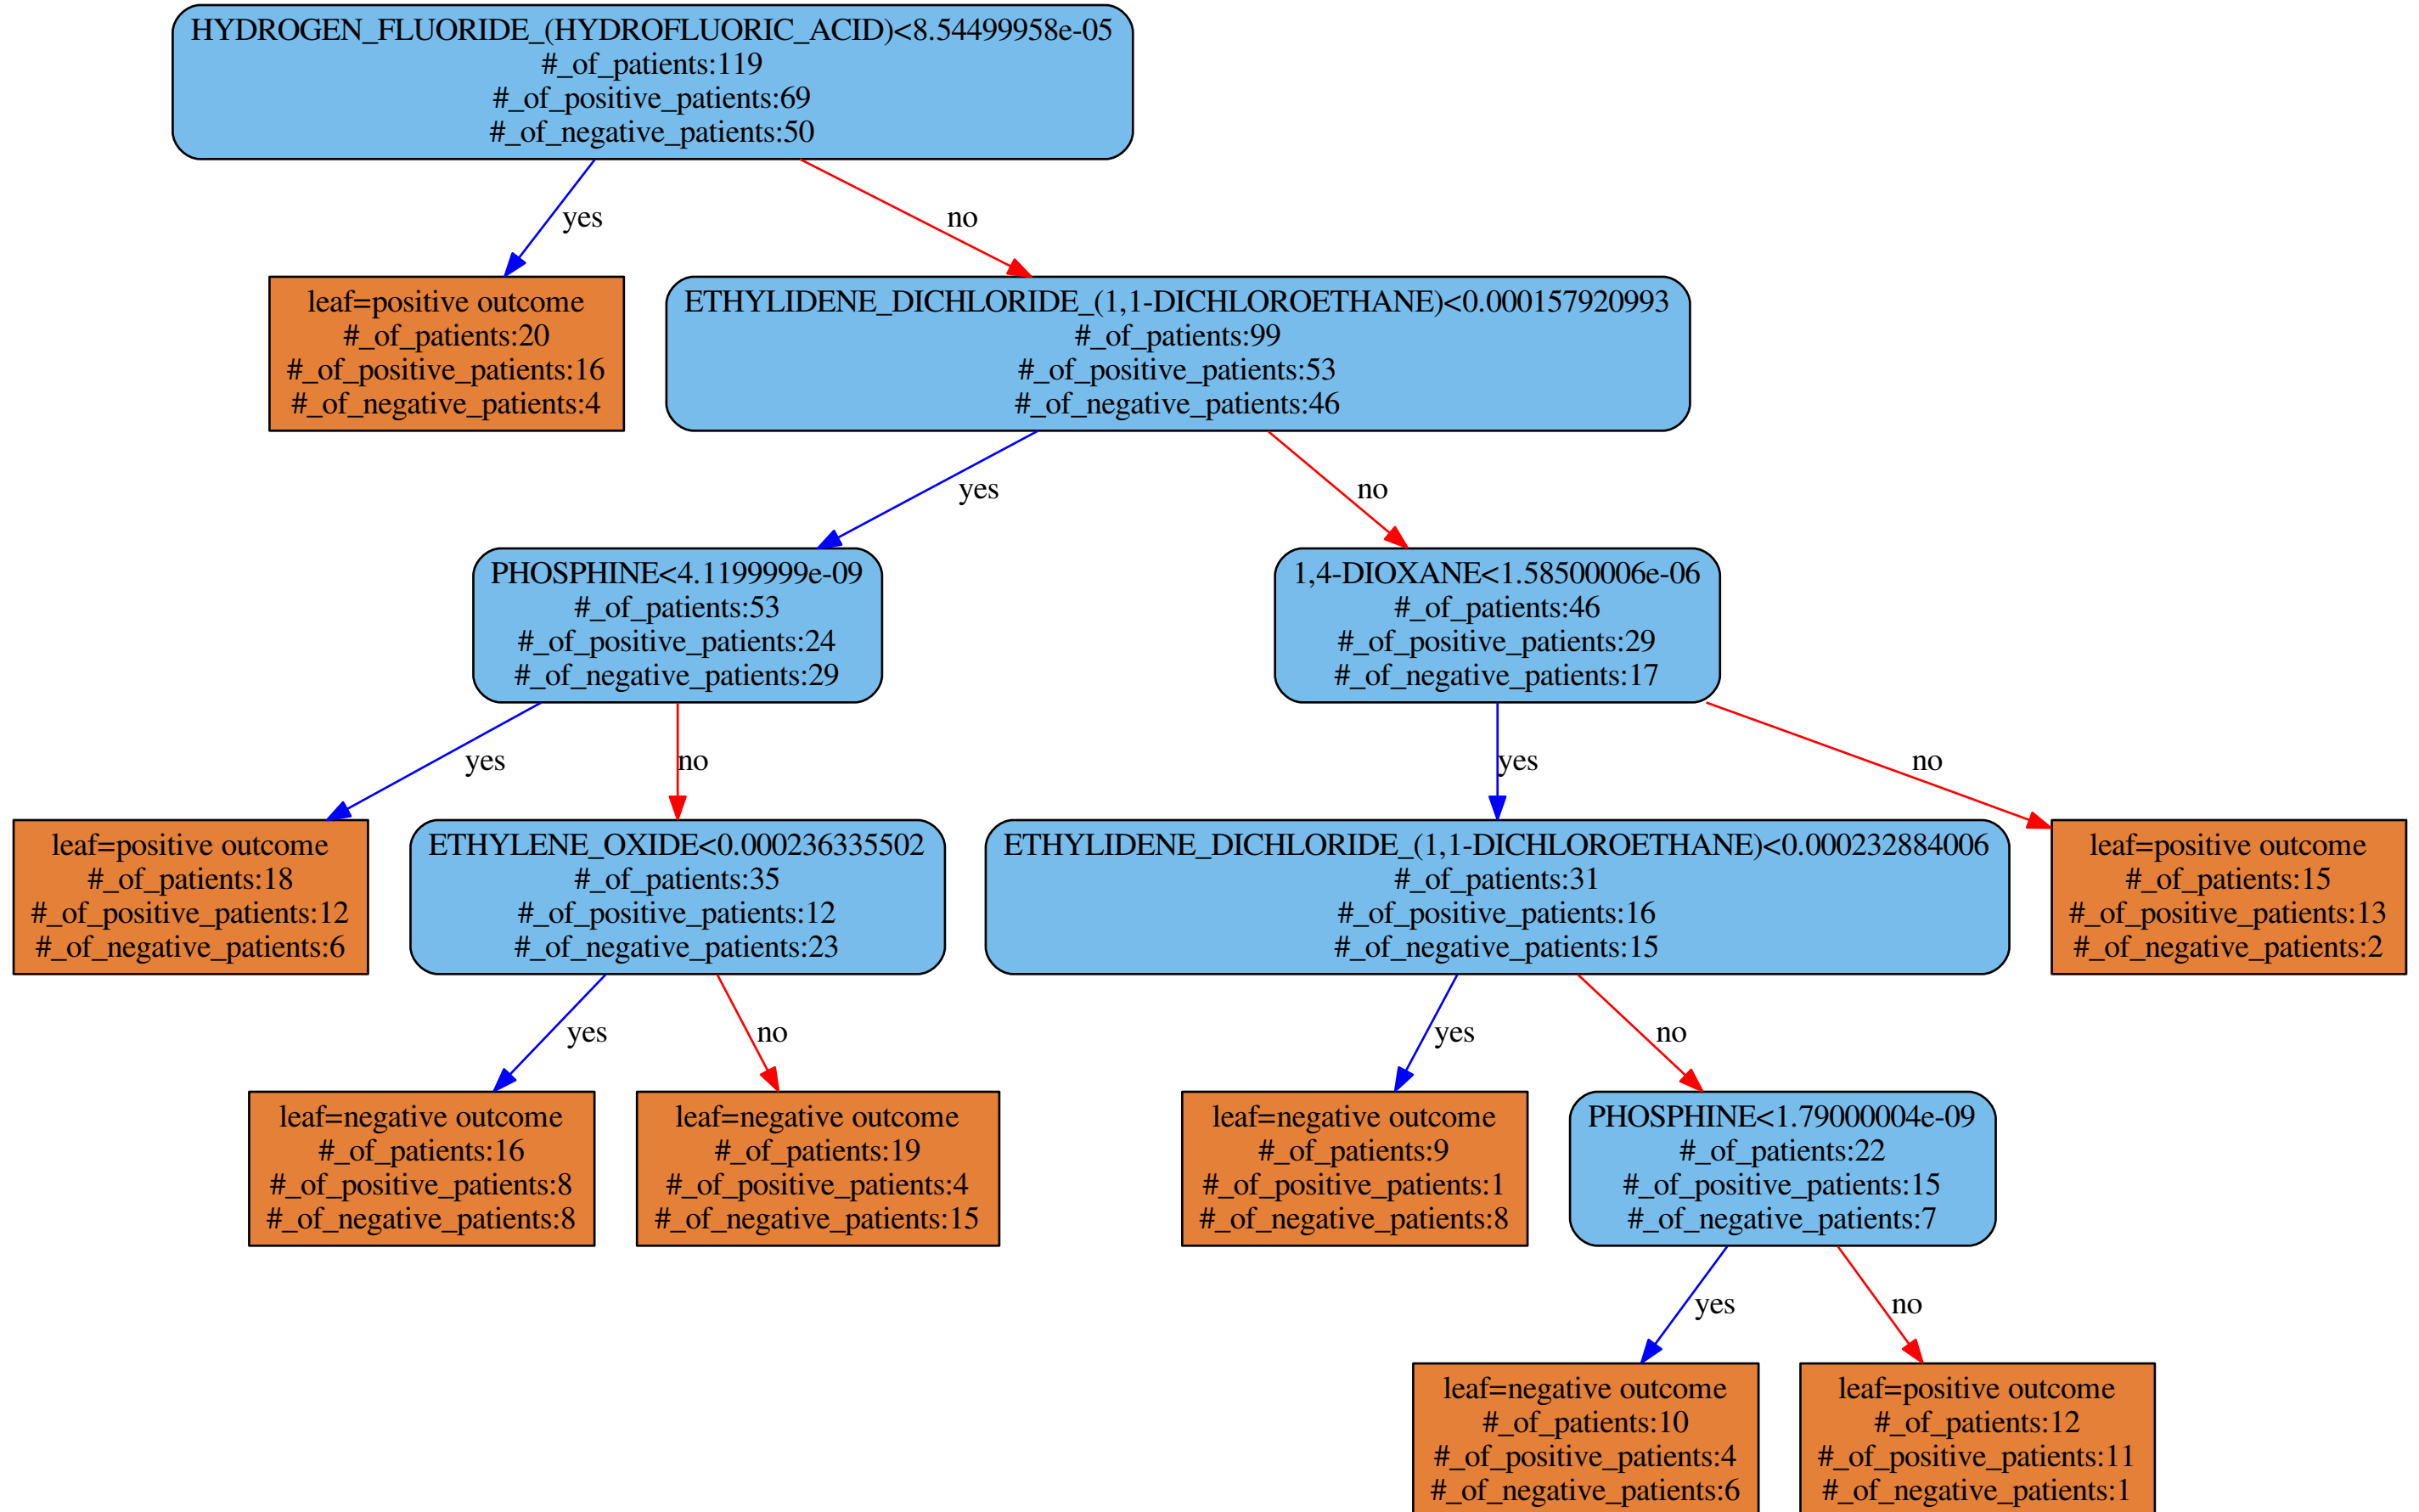 HYDROGEN_FLUORIDE_(HYDROFLUORIC_ACID)<8.54499958e-05
#_of_patients:119
#_of_positive_patients:69
#_of_negative_patients:50
yes
no
leaf=positive outcome
#_of_patients:20
#_of_positive_patients:16
#_of_negative_patients:4
ETHYLIDENE_DICHLORIDE_(1,1-DICHLOROETHANE)<0.000157920993
#_of_patients:99
#_of_positive_patients:53
#_of_negative_patients:46
yes
no
PHOSPHINE<4.1199999e-09
#_of_patients:53
#_of_positive_patients:24
#_of_negative_patients:29
1,4-DIOXANE<1.58500006e-06
#_of_patients:46
#_of_positive_patients:29
#_of_negative_patients:17
yes
no
yes
no
leaf=positive outcome
#_of_patients:18
#_of_positive_patients:12
#_of_negative_patients:6
ETHYLENE_OXIDE<0.000236335502
#_of_patients:35
#_of_positive_patients:12
#_of_negative_patients:23
ETHYLIDENE_DICHLORIDE_(1,1-DICHLOROETHANE)<0.000232884006
#_of_patients:31
#_of_positive_patients:16
#_of_negative_patients:15
leaf=positive outcome
#_of_patients:15
#_of_positive_patients:13
#_of_negative_patients:2
yes
no
yes
no
leaf=negative outcome
#_of_patients:16
#_of_positive_patients:8
#_of_negative_patients:8
leaf=negative outcome
#_of_patients:19
#_of_positive_patients:4
#_of_negative_patients:15
leaf=negative outcome
#_of_patients:9
#_of_positive_patients:1
#_of_negative_patients:8
PHOSPHINE<1.79000004e-09
#_of_patients:22
#_of_positive_patients:15
#_of_negative_patients:7
yes
no
leaf=negative outcome
#_of_patients:10
#_of_positive_patients:4
#_of_negative_patients:6
leaf=positive outcome
#_of_patients:12
#_of_positive_patients:11
#_of_negative_patients:1